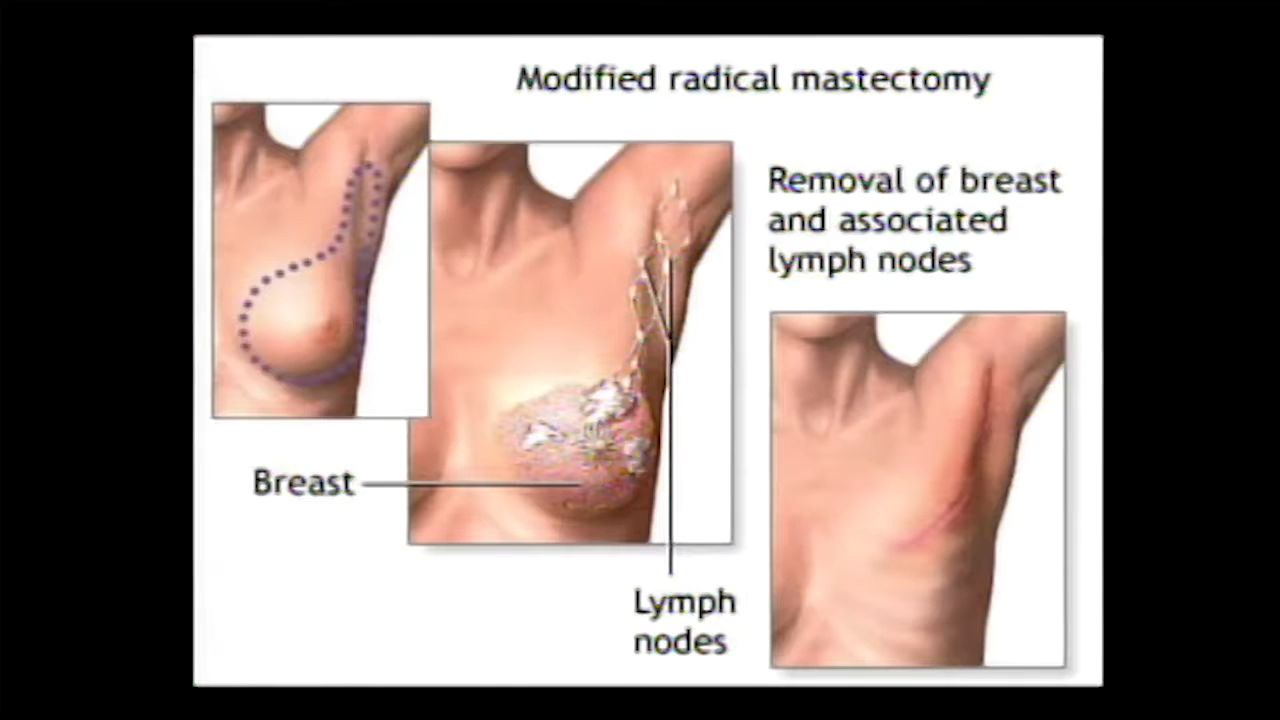 Modified radical mastectomy
Removal of breast
and associated
lymph nodes
Breast
Lymph
nodes